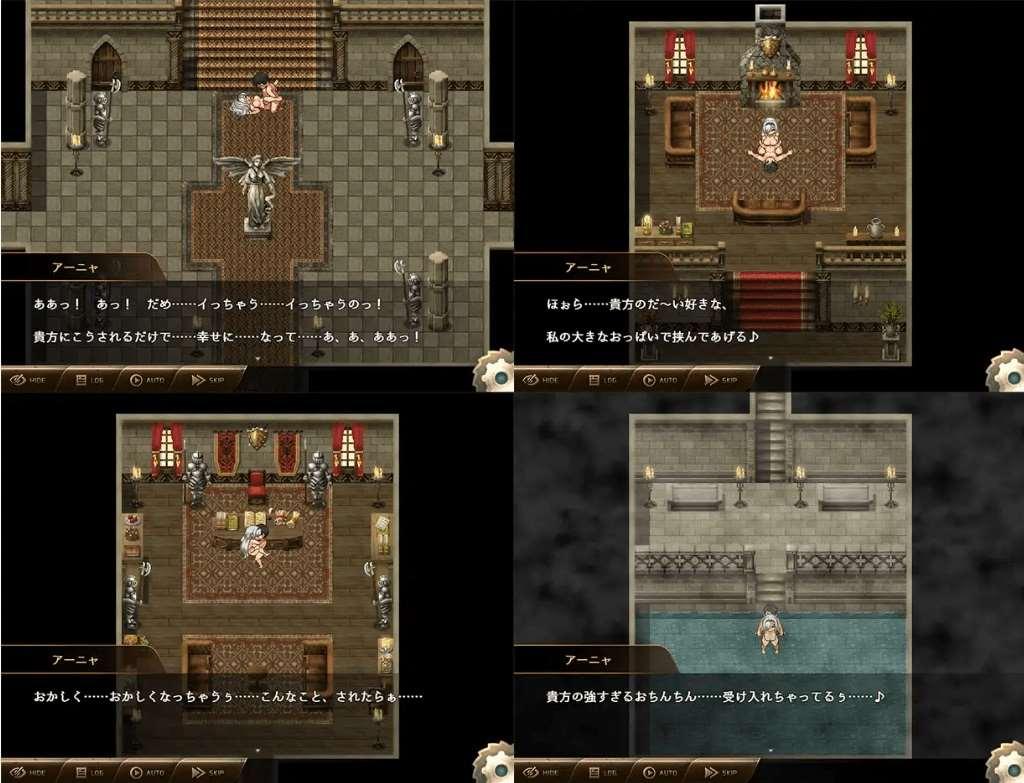 アーニャ
ああっ！　あっ！　だめ……イっちゃう……イっちゃうのっ！
貴方にこうされるだけで……幸せに……なって……あ、あ、ああっ！
HIDE LOG AUTO SKIP
アーニャ
ほぉら……貴方のだ～い好きな、
私の大きなおっぱいで挟んであげる♪
HIDE LOG AUTO SKIP
アーニャ
おかしく……おかしくなっちゃうぅ……こんなこと、されたらぁ……
HIDE LOG AUTO SKIP
アーニャ
貴方の強すぎるおちんちん……受け入れちゃってるぅ……♪
HIDE LOG AUTO SKIP